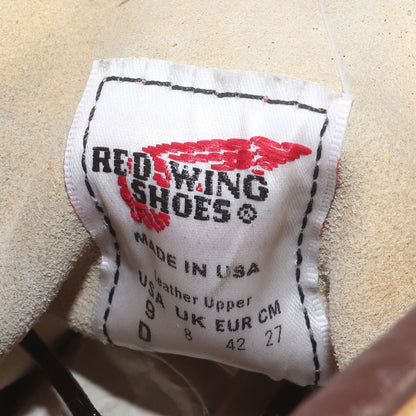 RED WING
SHOES ®
MADE IN USA
Leather Upper
USA UK EUR CM
9 8 42 27
D